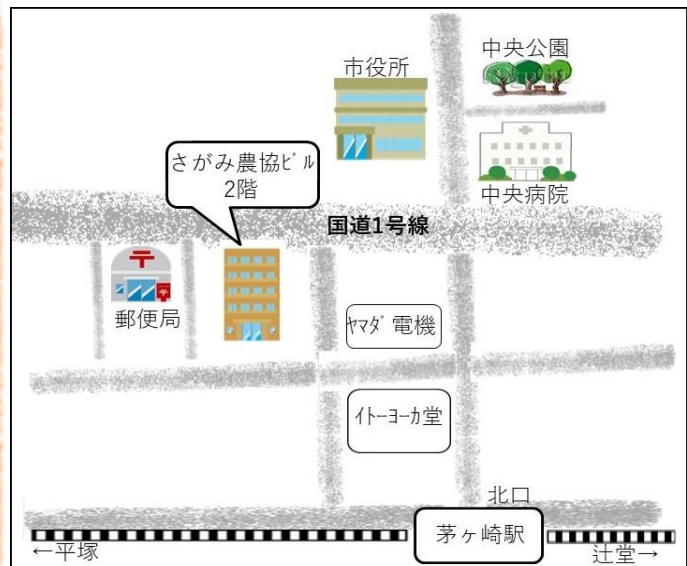 中央公園
市役所
さがみ農協ビル
2階
中央病院
国道1号線
郵便局
ヤマダ電機
イトーヨーカ堂
北口
茅ヶ崎駅
←平塚
辻堂→